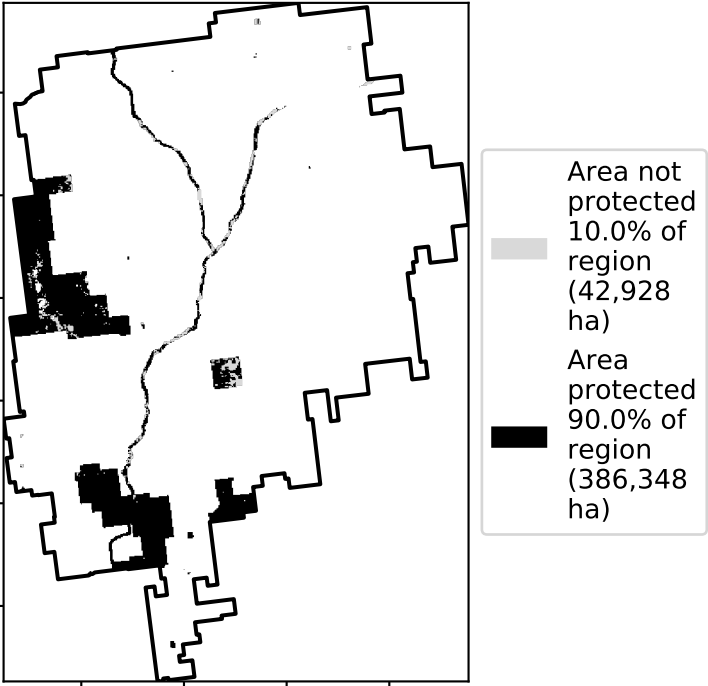 Area not
protected
10.0% of
region
(42,928
ha)
Area
protected
90.0% of
region
(386,348
ha)